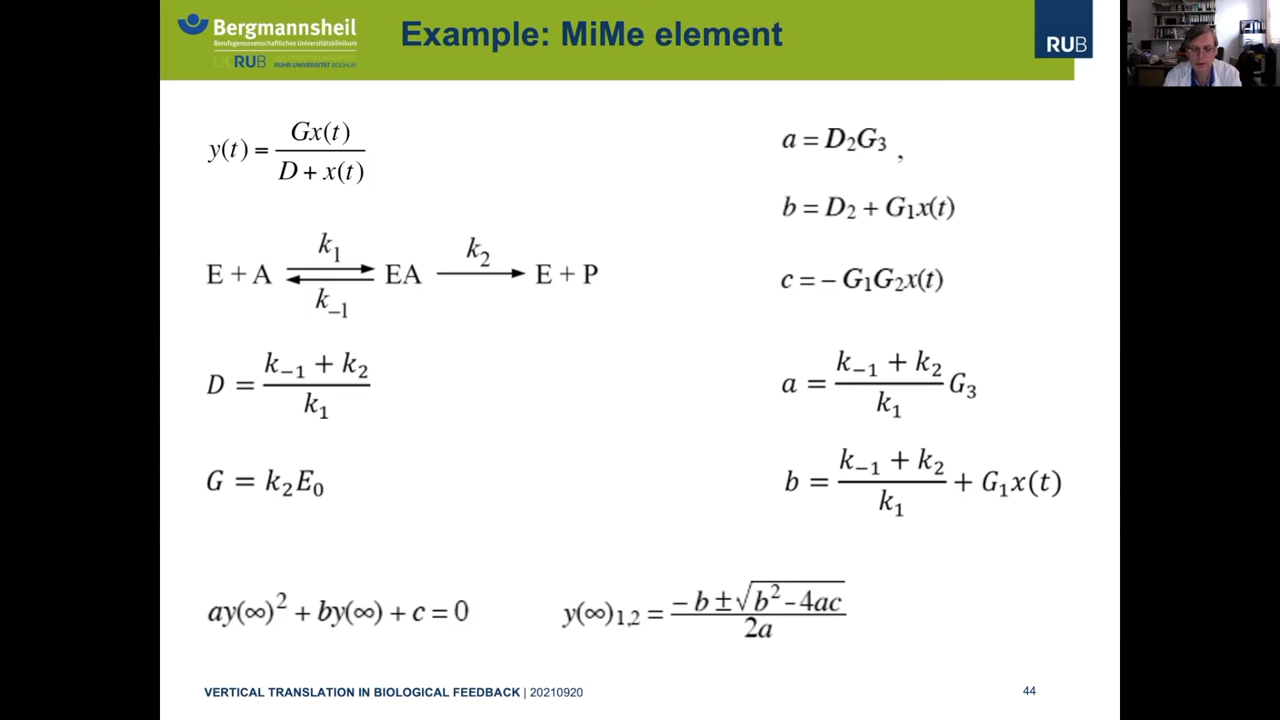 Bergmannsheil
Berufsgenossenschaftliches Universitätsklinikum
UK RUB RUHR-UNIVERSITÄT BOCHUM
Example: MiMe element
RUB
y(t) = Gx(t) / (D + x(t))
a = D₂G₃ ,
b = D₂ + G₁x(t)
E + A ⇌ EA → E + P
k₁
k₋₁
k₂
c = – G₁G₂x(t)
D = (k₋₁ + k₂) / k₁
a = (k₋₁ + k₂) / k₁ G₃
G = k₂E₀
b = (k₋₁ + k₂) / k₁ + G₁x(t)
ay(∞)² + by(∞) + c = 0
y(∞)₁,₂ = (–b ± √(b² – 4ac)) / 2a
VERTICAL TRANSLATION IN BIOLOGICAL FEEDBACK | 20210920
44